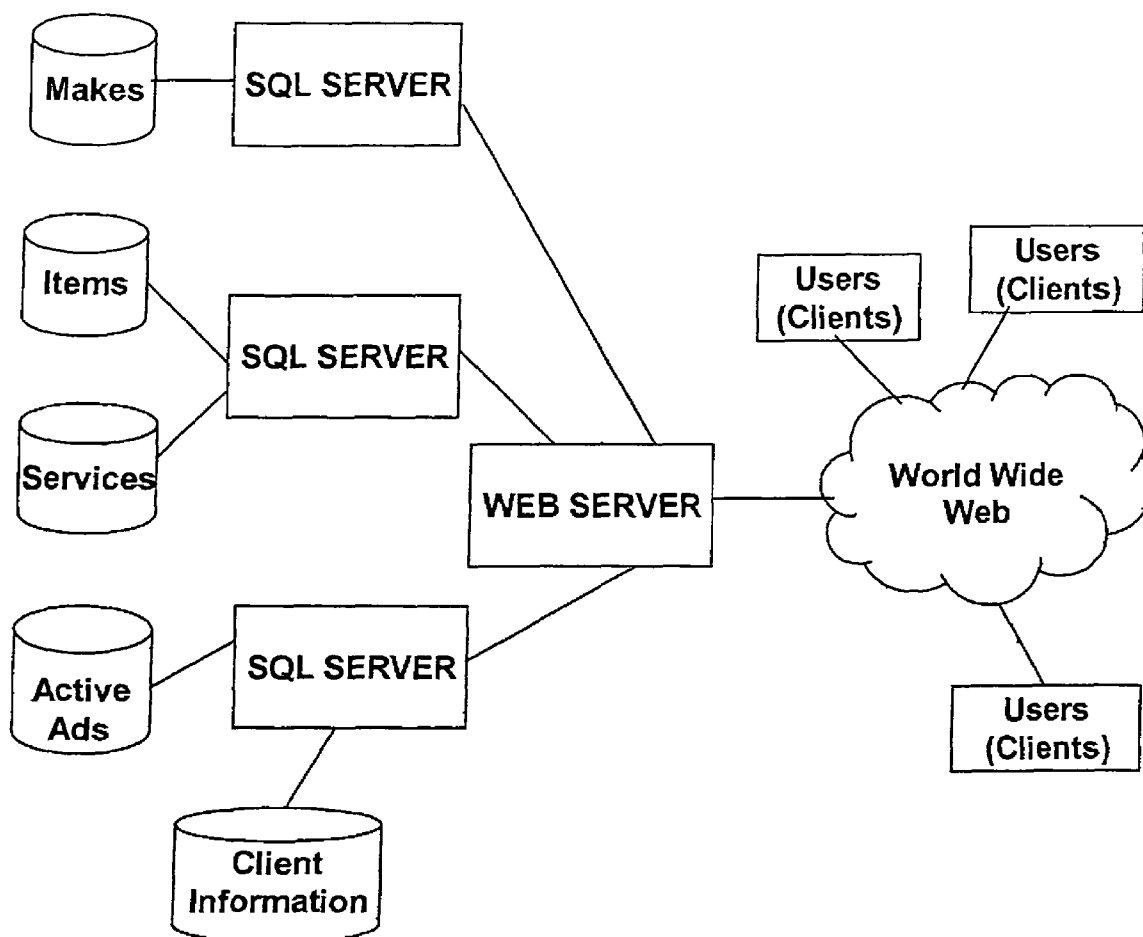 Makes
SQL SERVER
Items
Services
SQL SERVER
WEB SERVER
Users
(Clients)
Users
(Clients)
World Wide
Web
Users
(Clients)
Active
Ads
SQL SERVER
Client
Information